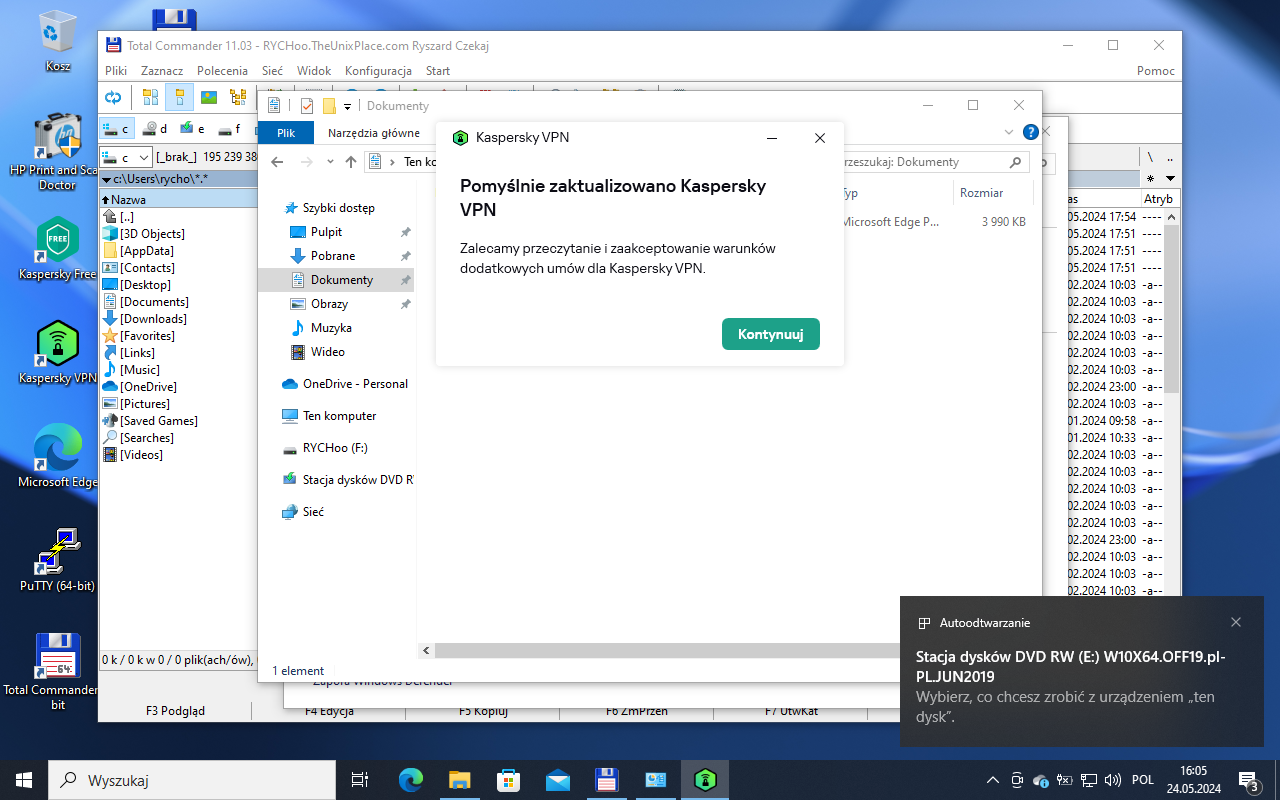 Kosz
HP Print and Sca
Doctor
Kaspersky Free
Kaspersky VPN
Microsoft Edge
PuTTY (64-bit)
64:
Total Commander
bit
Total Commander 11.03 - RYCHoo.TheUnixPlace.com Ryszard Czekaj
Pliki Zaznacz Polecenia Sieć Widok Konfiguracja Start Pomoc
c d e f
c [_brak_] 195 239 38 \ ..
c:\Users\rycho\*.* * 
Nazwa
[..]
[3D Objects]
[AppData]
[Contacts]
[Desktop]
[Documents]
[Downloads]
[Favorites]
[Links]
[Music]
[OneDrive]
[Pictures]
[Saved Games]
[Searches]
[Videos]
0 k / 0 k w 0 / 0 plik(ach/ów),
F3 Podgląd F4 Edycja F5 Kopiuj F6 ZmPrzen F7 UtwKat
Zapora Windows Defender
as Atryb
05.2024 17:54 ----
05.2024 17:51 ----
05.2024 17:51 ----
05.2024 17:51 ----
02.2024 10:03 -a--
02.2024 10:03 -a--
02.2024 10:03 -a--
02.2024 10:03 -a--
02.2024 10:03 -a--
02.2024 10:03 -a--
02.2024 23:00 -a--
02.2024 10:03 -a--
01.2024 09:58 -a--
01.2024 10:33 -a--
02.2024 10:03 -a--
02.2024 10:03 -a--
02.2024 10:03 -a--
02.2024 10:03 -a--
02.2024 10:03 -a--
02.2024 23:00 -a--
02.2024 10:03 -a--
02.2024 10:03 -a--
02.2024 10:03 -a--
Dokumenty
Plik Narzędzia główne
Ten ko rzeszukaj: Dokumenty
Typ Rozmiar
Microsoft Edge P... 3 990 KB
Szybki dostęp
Pulpit
Pobrane
Dokumenty
Obrazy
Muzyka
Wideo
OneDrive - Personal
Ten komputer
RYCHoo (F:)
Stacja dysków DVD R
Sieć
1 element
Kaspersky VPN
Pomyślnie zaktualizowano Kaspersky
VPN
Zalecamy przeczytanie i zaakceptowanie warunków
dodatkowych umów dla Kaspersky VPN.
Kontynuuj
Autoodtwarzanie
Stacja dysków DVD RW (E:) W10X64.OFF19.pl-
PL.JUN2019
Wybierz, co chcesz zrobić z urządzeniem „ten
dysk”.
Wyszukaj
POL
16:05
24.05.2024
3